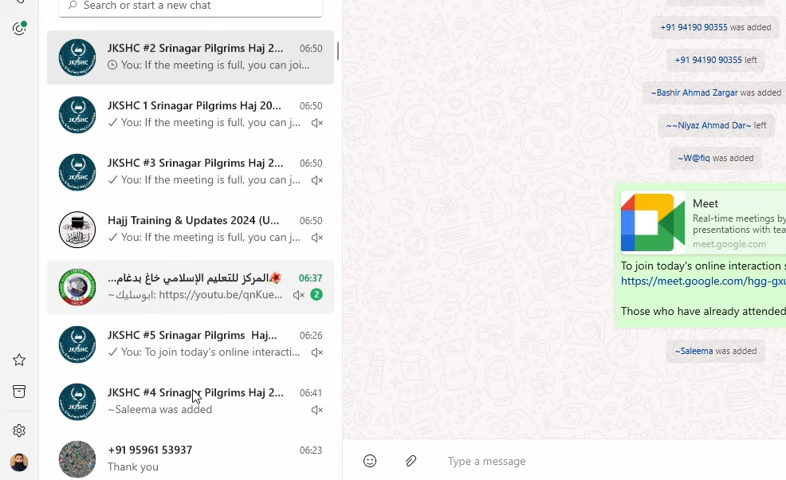 Search or start a new chat
JKSHC #2 Srinagar Pilgrims Haj 2... 06:50
You: If the meeting is full, you can joi...
JKSHC 1 Srinagar Pilgrims Haj 20... 06:50
You: If the meeting is full, you can j...
JKSHC #3 Srinagar Pilgrims Haj 2... 06:50
You: If the meeting is full, you can j...
Hajj Training & Updates 2024 (U... 06:50
You: If the meeting is full, you can j...
المركز للتعليم الإسلامي خاغ بدغام... 06:37
~ابوسليك: https://youtu.be/qnKue... 2
JKSHC #5 Srinagar Pilgrims Haj... 06:26
You: To join today's online interacti...
JKSHC #4 Srinagar Pilgrims Haj 2... 06:41
~Saleema was added
+91 95961 53937 06:23
Thank you
+91 94190 90355 was added
+91 94190 90355 left
~Bashir Ahmad Zargar was added
~~Niyaz Ahmad Dar~ left
~W@fiq was added
Meet
Real-time meetings by
presentations with tea
meet.google.com
To join today's online interaction s
https://meet.google.com/hgg-gxu
Those who have already attended
~Saleema was added
Type a message